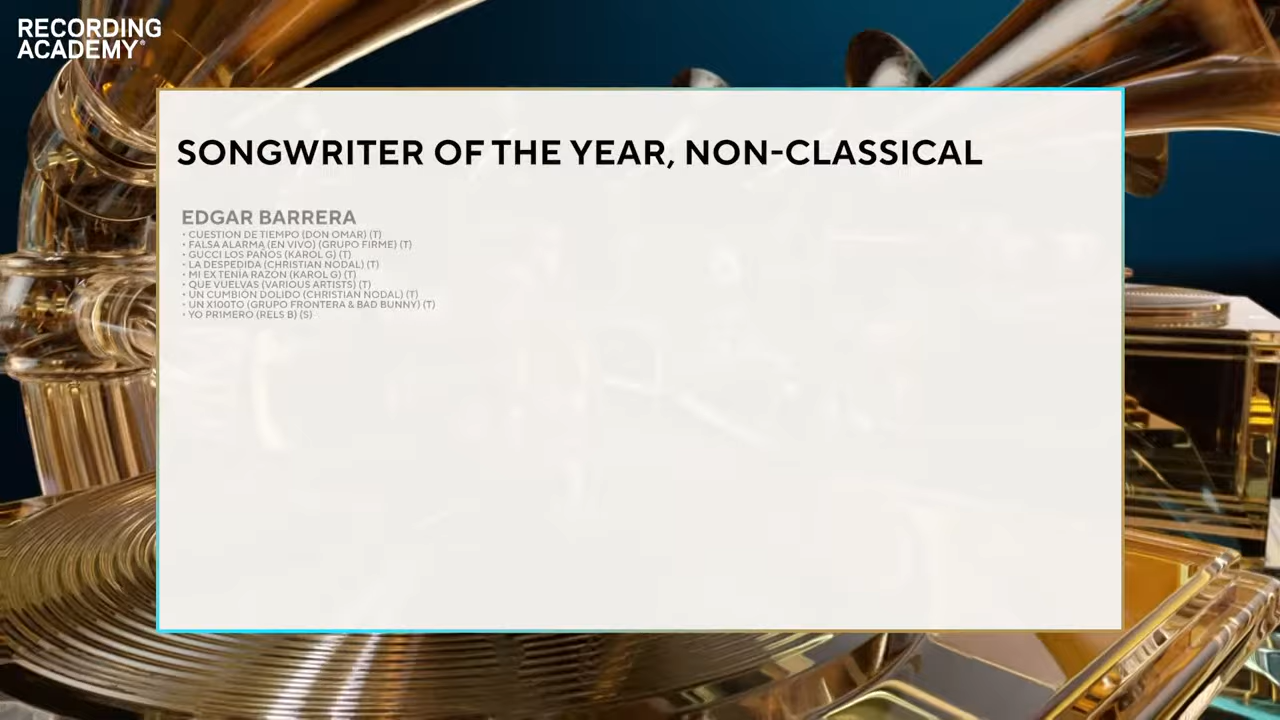 RECORDING
ACADEMY®
SONGWRITER OF THE YEAR, NON-CLASSICAL
EDGAR BARRERA
• CUESTION DE TIEMPO (DON OMAR) (T)
• FALSA ALARMA (EN VIVO) (GRUPO FIRME) (T)
• GUCCI LOS PAÑOS (KAROL G) (T)
• LA DESPEDIDA (CHRISTIAN NODAL) (T)
• MI EX TENÍA RAZÓN (KAROL G) (T)
• QUE VUELVAS (VARIOUS ARTISTS) (T)
• UN CUMBIÓN DOLIDO (CHRISTIAN NODAL) (T)
• UN X100TO (GRUPO FRONTERA & BAD BUNNY) (T)
• YO PR1MERO (RELS B) (S)